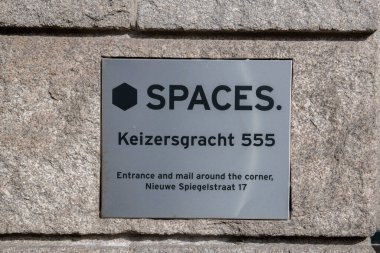 SPACES.
Keizersgracht 555
Entrance and mail around the corner,
Nieuwe Spiegelstraat 17